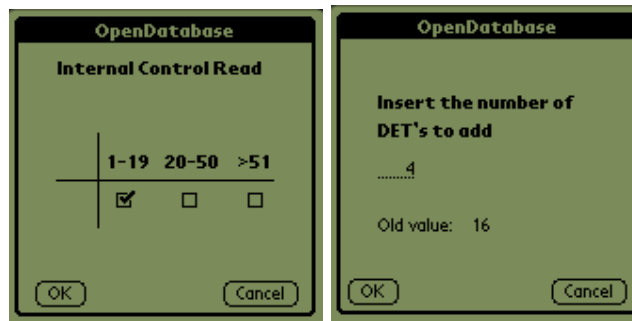 OpenDatabase
Internal Control Read
1-19 20-50 >51
OK Cancel
OpenDatabase
Insert the number of
DET's to add
4
Old value: 16
OK Cancel